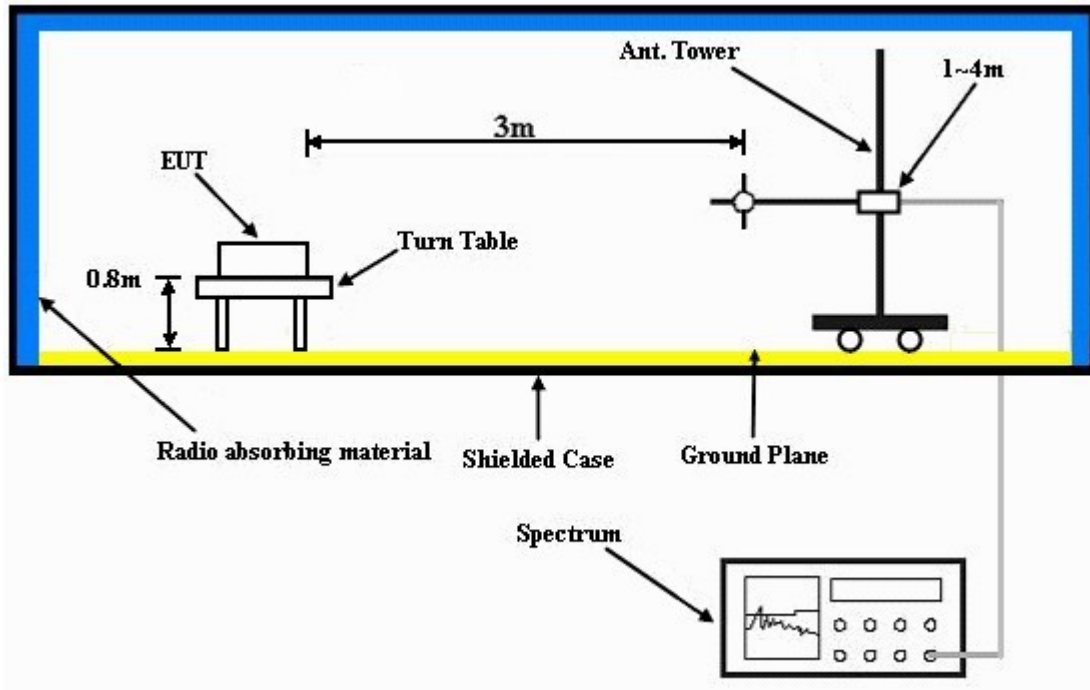 Ant. Tower
1~4m
3m
EUT
Turn Table
0.8m
Radio absorbing material
Shielded Case
Ground Plane
Spectrum